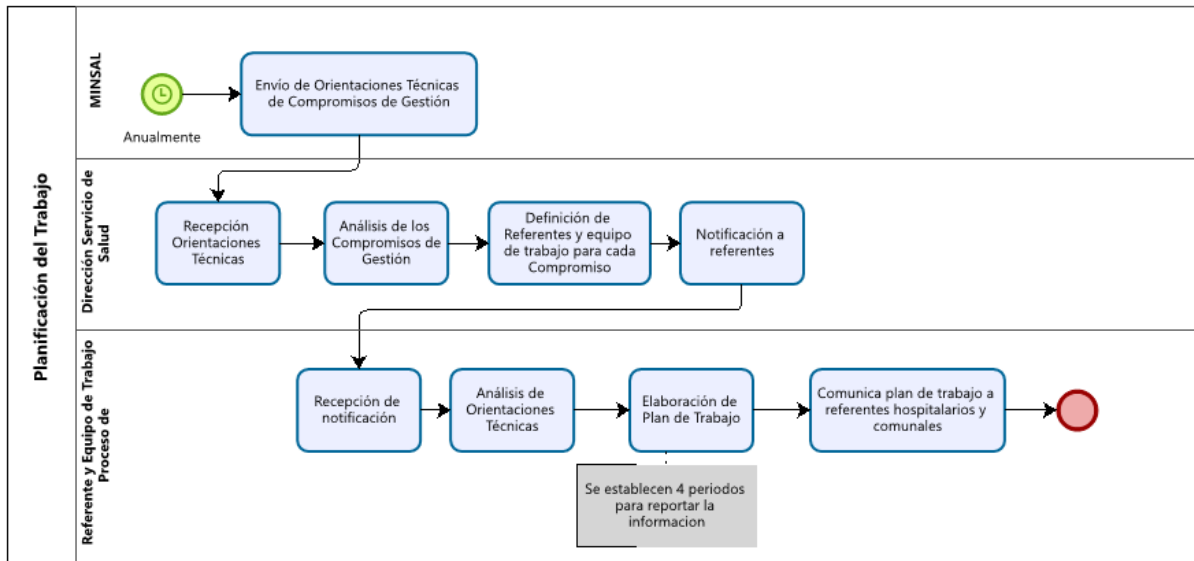 Planificación del Trabajo
MINSAL
Anualmente
Envío de Orientaciones Técnicas
de Compromisos de Gestión
Dirección Servicio de
Salud
Recepción
Orientaciones
Técnicas
Análisis de los
Compromisos de
Gestión
Definición de
Referentes y equipo
de trabajo para cada
Compromiso
Notificación a
referentes
Referente y Equipo de Trabajo
Proceso de
Recepción de
notificación
Análisis de
Orientaciones
Técnicas
Elaboración de
Plan de Trabajo
Comunica plan de trabajo a
referentes hospitalarios y
comunales
Se establecen 4 periodos
para reportar la
informacion